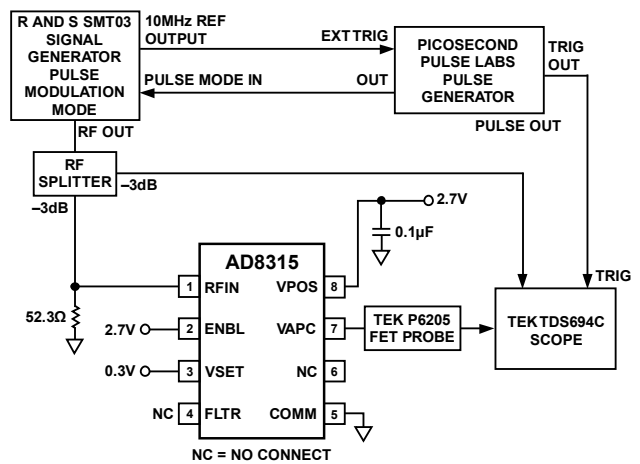 R AND S SMT03
SIGNAL
GENERATOR
PULSE
MODULATION
MODE
10MHz REF
OUTPUT
EXT TRIG
PICOSECOND
PULSE LABS
PULSE
GENERATOR
TRIG
OUT
PULSE MODE IN
OUT
RF OUT
PULSE OUT
RF
SPLITTER
–3dB
–3dB
2.7V
0.1µF
AD8315
1 RFIN
VPOS 8
TRIG
52.3Ω
2.7V
2 ENBL
VAPC 7
TEK P6205
FET PROBE
TEK TDS694C
SCOPE
0.3V
3 VSET
NC 6
NC
4 FLTR
COMM 5
NC = NO CONNECT